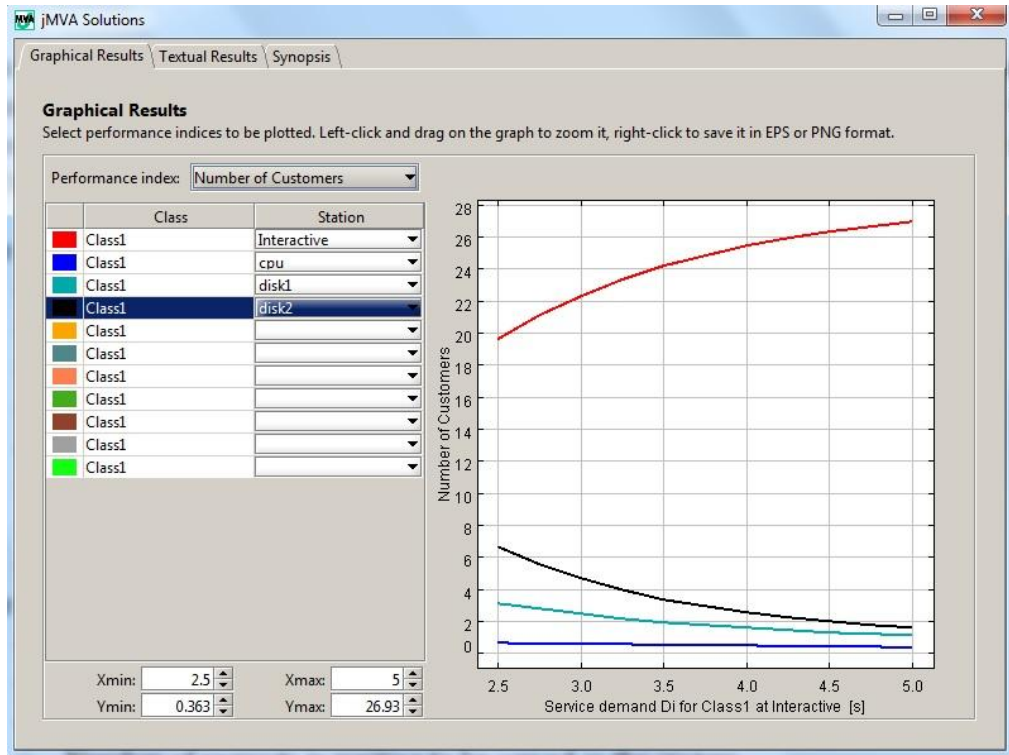 MVA jMVA Solutions
Graphical Results Textual Results Synopsis
Graphical Results
Select performance indices to be plotted. Left-click and drag on the graph to zoom it, right-click to save it in EPS or PNG format.
Performance index: Number of Customers
Class Station
Class1 Interactive
Class1 cpu
Class1 disk1
Class1 disk2
Class1
Class1
Class1
Class1
Class1
Class1
Class1
Xmin: 2.5 Xmax: 5
Ymin: 0.363 Ymax: 26.93
Number of Customers
28
26
24
22
20
18
16
14
12
10
8
6
4
2
0
2.5 3.0 3.5 4.0 4.5 5.0
Service demand Di for Class1 at Interactive [s]